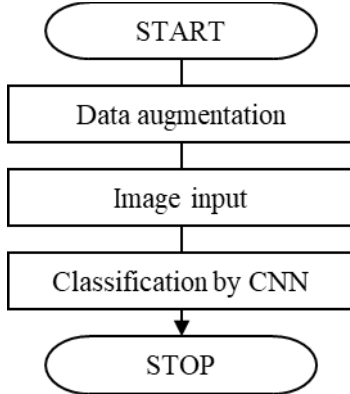 START
Data augmentation
Image input
Classification by CNN
STOP